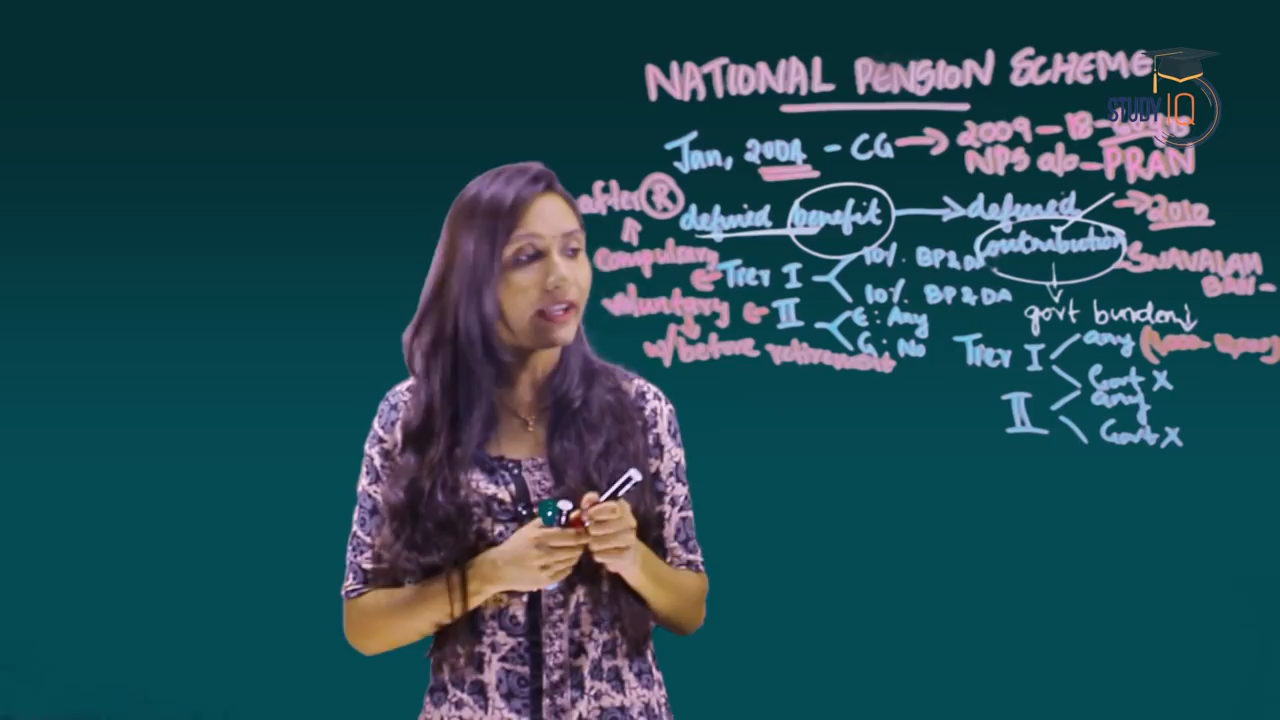 NATIONAL PENSION SCHEME
STUDY IQ
Jan, 2004 - CG → 2009 - 18 -
NPS a/c - PRAN
after R defined benefit → defined → 2010
contribution
compulsory ← Tier I 10%. BP & DA SWAVALAM
10%. BP & DA BAN -
voluntary ← II E: Any govt burden ↓
G: No
w/before retirement Tier I any
Govt X
II any
Govt X